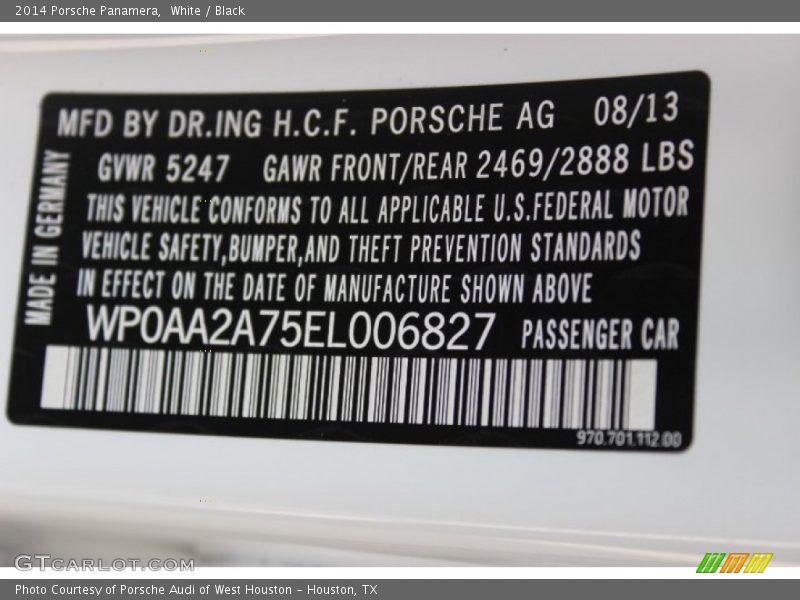 2014 Porsche Panamera,  White / Black
MFD BY DR.ING H.C.F. PORSCHE AG 08/13
GVWR 5247 GAWR FRONT/REAR 2469/2888 LBS
THIS VEHICLE CONFORMS TO ALL APPLICABLE U.S.FEDERAL MOTOR
VEHICLE SAFETY,BUMPER,AND THEFT PREVENTION STANDARDS
IN EFFECT ON THE DATE OF MANUFACTURE SHOWN ABOVE
WP0AA2A75EL006827 PASSENGER CAR
MADE IN GERMANY
970.701.112.00
GTCARLOT.COM
Photo Courtesy of Porsche Audi of West Houston – Houston, TX